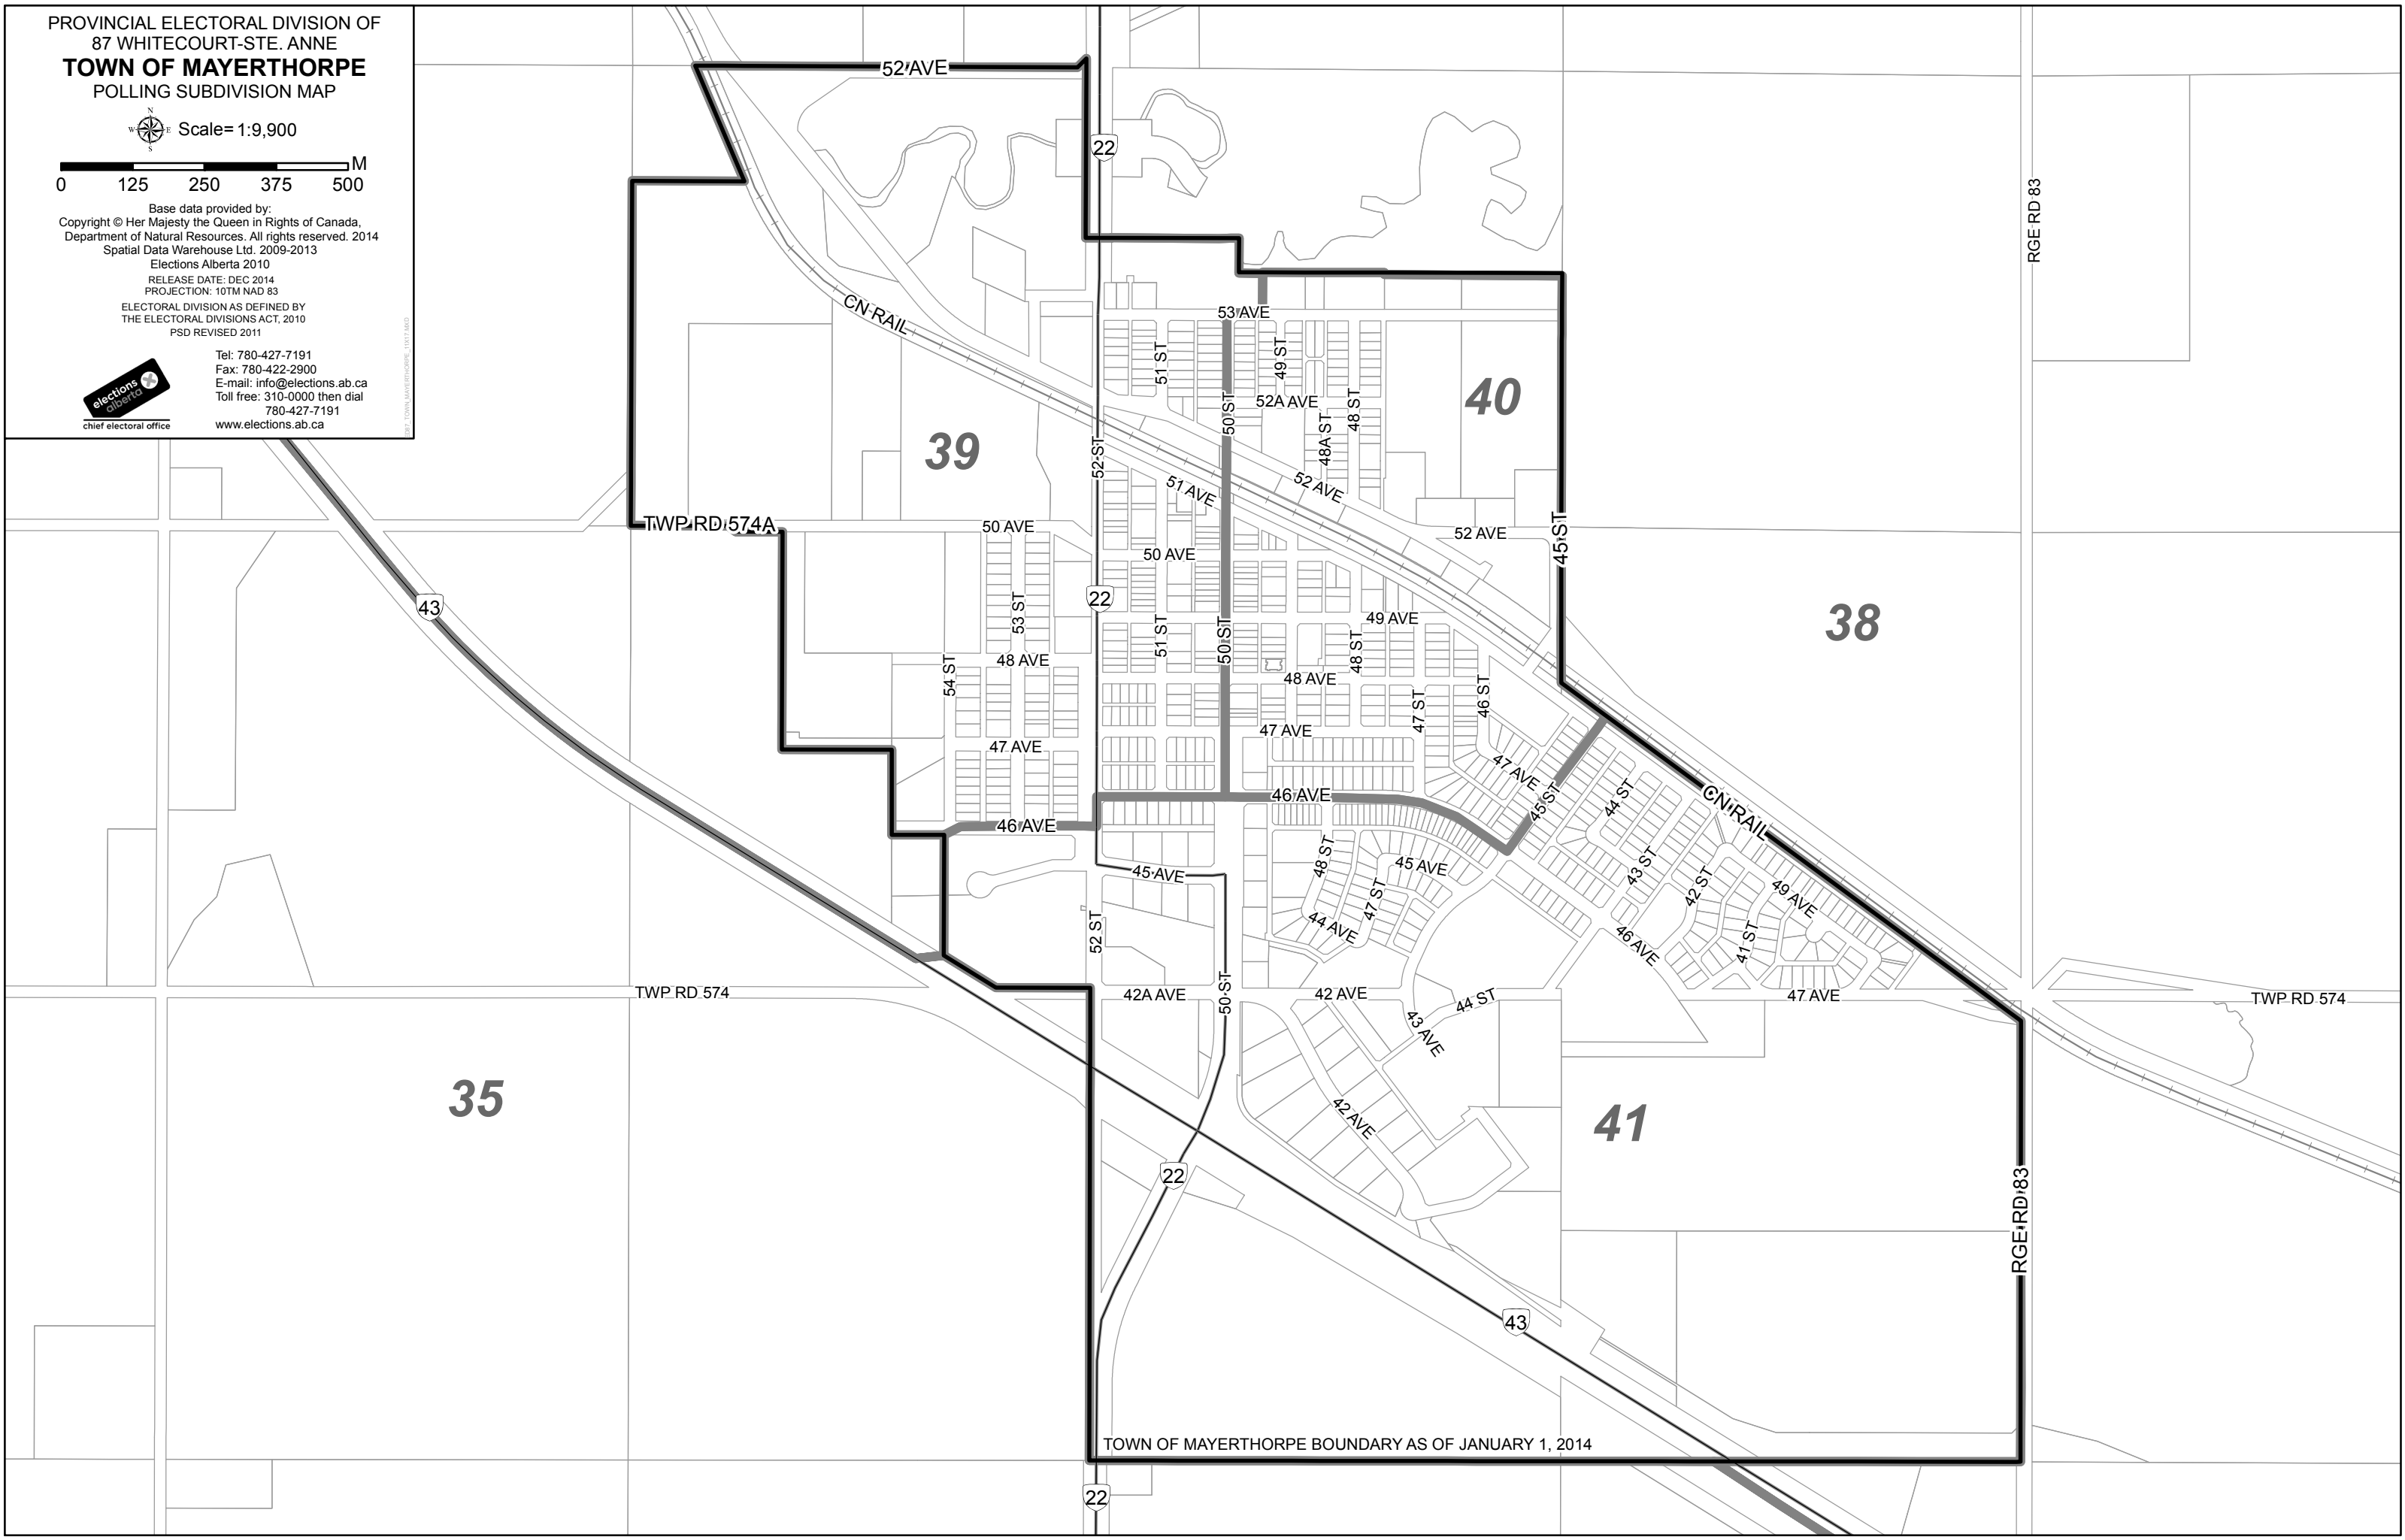 PROVINCIAL ELECTORAL DIVISION OF
87 WHITECOURT-STE. ANNE
TOWN OF MAYERTHORPE
POLLING SUBDIVISION MAP
N
W E
S
Scale= 1:9,900
M
0 125 250 375 500
Base data provided by:
Copyright © Her Majesty the Queen in Rights of Canada,
Department of Natural Resources. All rights reserved. 2014
Spatial Data Warehouse Ltd. 2009-2013
Elections Alberta 2010
RELEASE DATE: DEC 2014
PROJECTION: 10TM NAD 83
ELECTORAL DIVISION AS DEFINED BY
THE ELECTORAL DIVISIONS ACT, 2010
PSD REVISED 2011
elections
alberta
chief electoral office
Tel: 780-427-7191
Fax: 780-422-2900
E-mail: info@elections.ab.ca
Toll free: 310-0000 then dial
780-427-7191
www.elections.ab.ca
52 AVE
22
RGE RD 83
CN RAIL
53 AVE
51 ST
49 ST
50 ST
52A AVE
48 ST
48A ST
40
39
52 ST
51 AVE
52 AVE
TWP RD 574A
50 AVE
52 AVE
45 ST
50 AVE
43
22
53 ST
49 AVE
38
51 ST
50 ST
48 ST
48 AVE
54 ST
48 AVE
47 ST
46 ST
47 AVE
47 AVE
47 AVE
46 AVE
45 ST
44 ST
CN RAIL
46 AVE
48 ST
45 AVE
45 AVE
47 ST
43 ST
42 ST
49 AVE
44 AVE
52 ST
46 AVE
41 ST
TWP RD 574
42A AVE
50 ST
42 AVE
44 ST
43 AVE
47 AVE
TWP RD 574
35
42 AVE
41
22
RGE RD 83
43
TOWN OF MAYERTHORPE BOUNDARY AS OF JANUARY 1, 2014
22